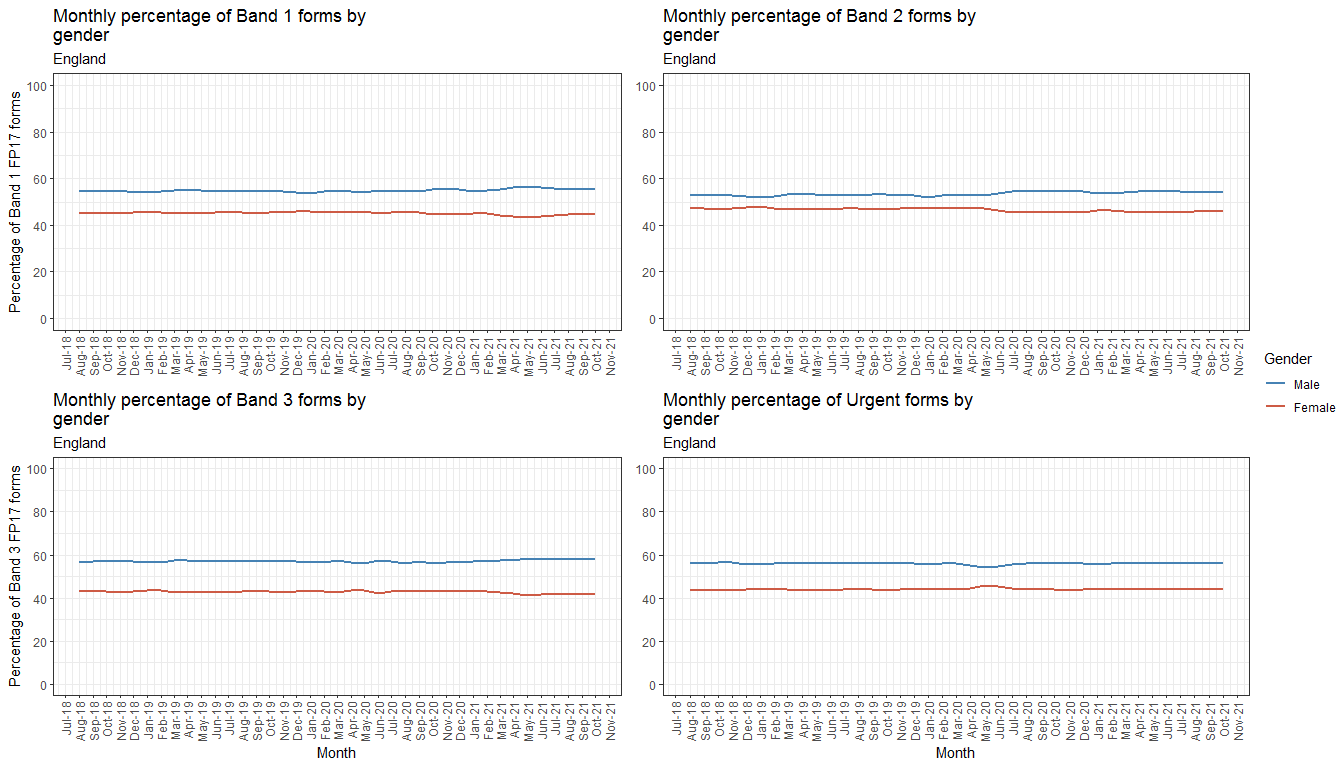 Monthly percentage of Band 1 forms by
gender
England
Percentage of Band 1 FP17 forms
100
80
60
40
20
0
Jul-18
Aug-18
Sep-18
Oct-18
Nov-18
Dec-18
Jan-19
Feb-19
Mar-19
Apr-19
May-19
Jun-19
Jul-19
Aug-19
Sep-19
Oct-19
Nov-19
Dec-19
Jan-20
Feb-20
Mar-20
Apr-20
May-20
Jun-20
Jul-20
Aug-20
Sep-20
Oct-20
Nov-20
Dec-20
Jan-21
Feb-21
Mar-21
Apr-21
May-21
Jun-21
Jul-21
Aug-21
Sep-21
Oct-21
Nov-21
Monthly percentage of Band 2 forms by
gender
England
100
80
60
40
20
0
Jul-18
Aug-18
Sep-18
Oct-18
Nov-18
Dec-18
Jan-19
Feb-19
Mar-19
Apr-19
May-19
Jun-19
Jul-19
Aug-19
Sep-19
Oct-19
Nov-19
Dec-19
Jan-20
Feb-20
Mar-20
Apr-20
May-20
Jun-20
Jul-20
Aug-20
Sep-20
Oct-20
Nov-20
Dec-20
Jan-21
Feb-21
Mar-21
Apr-21
May-21
Jun-21
Jul-21
Aug-21
Sep-21
Oct-21
Nov-21
Gender
Male
Female
Monthly percentage of Band 3 forms by
gender
England
Percentage of Band 3 FP17 forms
100
80
60
40
20
0
Jul-18
Aug-18
Sep-18
Oct-18
Nov-18
Dec-18
Jan-19
Feb-19
Mar-19
Apr-19
May-19
Jun-19
Jul-19
Aug-19
Sep-19
Oct-19
Nov-19
Dec-19
Jan-20
Feb-20
Mar-20
Apr-20
May-20
Jun-20
Jul-20
Aug-20
Sep-20
Oct-20
Nov-20
Dec-20
Jan-21
Feb-21
Mar-21
Apr-21
May-21
Jun-21
Jul-21
Aug-21
Sep-21
Oct-21
Nov-21
Month
Monthly percentage of Urgent forms by
gender
England
100
80
60
40
20
0
Jul-18
Aug-18
Sep-18
Oct-18
Nov-18
Dec-18
Jan-19
Feb-19
Mar-19
Apr-19
May-19
Jun-19
Jul-19
Aug-19
Sep-19
Oct-19
Nov-19
Dec-19
Jan-20
Feb-20
Mar-20
Apr-20
May-20
Jun-20
Jul-20
Aug-20
Sep-20
Oct-20
Nov-20
Dec-20
Jan-21
Feb-21
Mar-21
Apr-21
May-21
Jun-21
Jul-21
Aug-21
Sep-21
Oct-21
Nov-21
Month